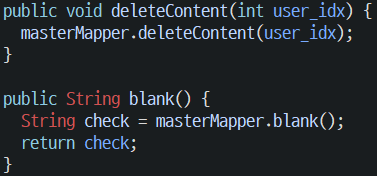 public void deleteContent(int user_idx) {
  masterMapper.deleteContent(user_idx);
}

public String blank() {
  String check = masterMapper.blank();
  return check;
}